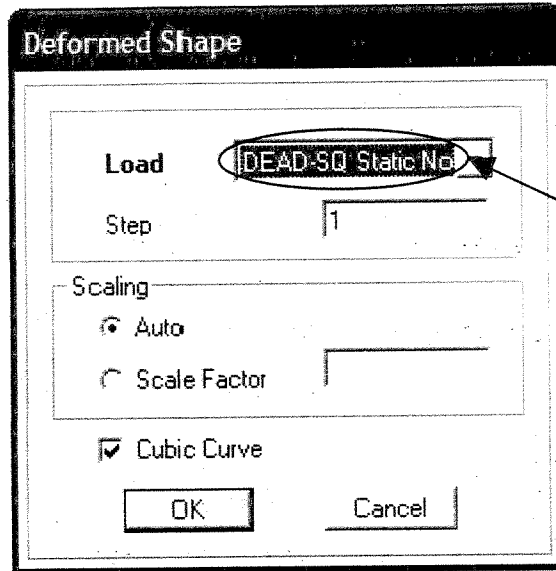 Deformed Shape
Load DEAD-SQ Static No
Step 1
Scaling
Auto
Scale Factor
Cubic Curve
OK Cancel